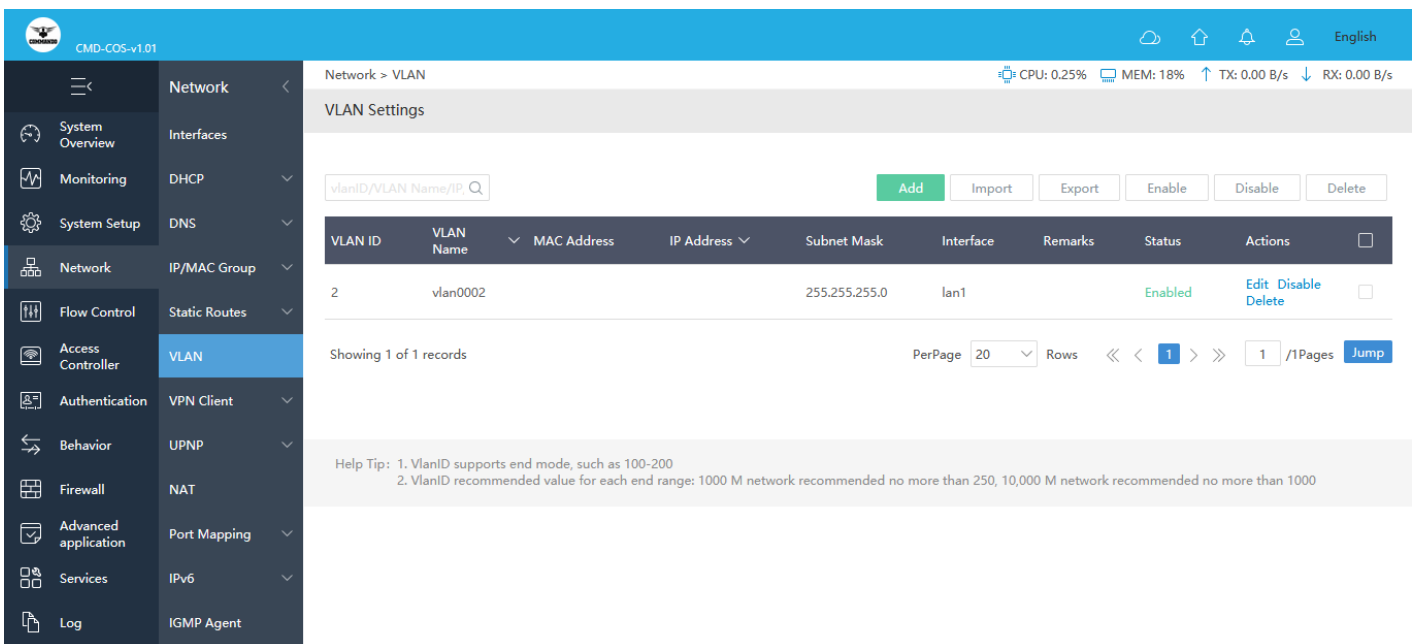 COMMANDO
CMD-COS-v1.01
English
Network
Network > VLAN
CPU: 0.25% MEM: 18% TX: 0.00 B/s RX: 0.00 B/s
VLAN Settings
System
Overview
Monitoring
System Setup
Network
Flow Control
Access
Controller
Authentication
Behavior
Firewall
Advanced
application
Services
Log
Interfaces
DHCP
DNS
IP/MAC Group
Static Routes
VLAN
VPN Client
UPNP
NAT
Port Mapping
IPv6
IGMP Agent
vlanID/VLAN Name/IP,
Add Import Export Enable Disable Delete
VLAN ID VLAN Name MAC Address IP Address Subnet Mask Interface Remarks Status Actions
2 vlan0002 255.255.255.0 lan1 Enabled Edit Disable
Delete
Showing 1 of 1 records PerPage 20 Rows 1 1 /1Pages Jump
Help Tip: 1. VlanID supports end mode, such as 100-200
2. VlanID recommended value for each end range: 1000 M network recommended no more than 250, 10,000 M network recommended no more than 1000